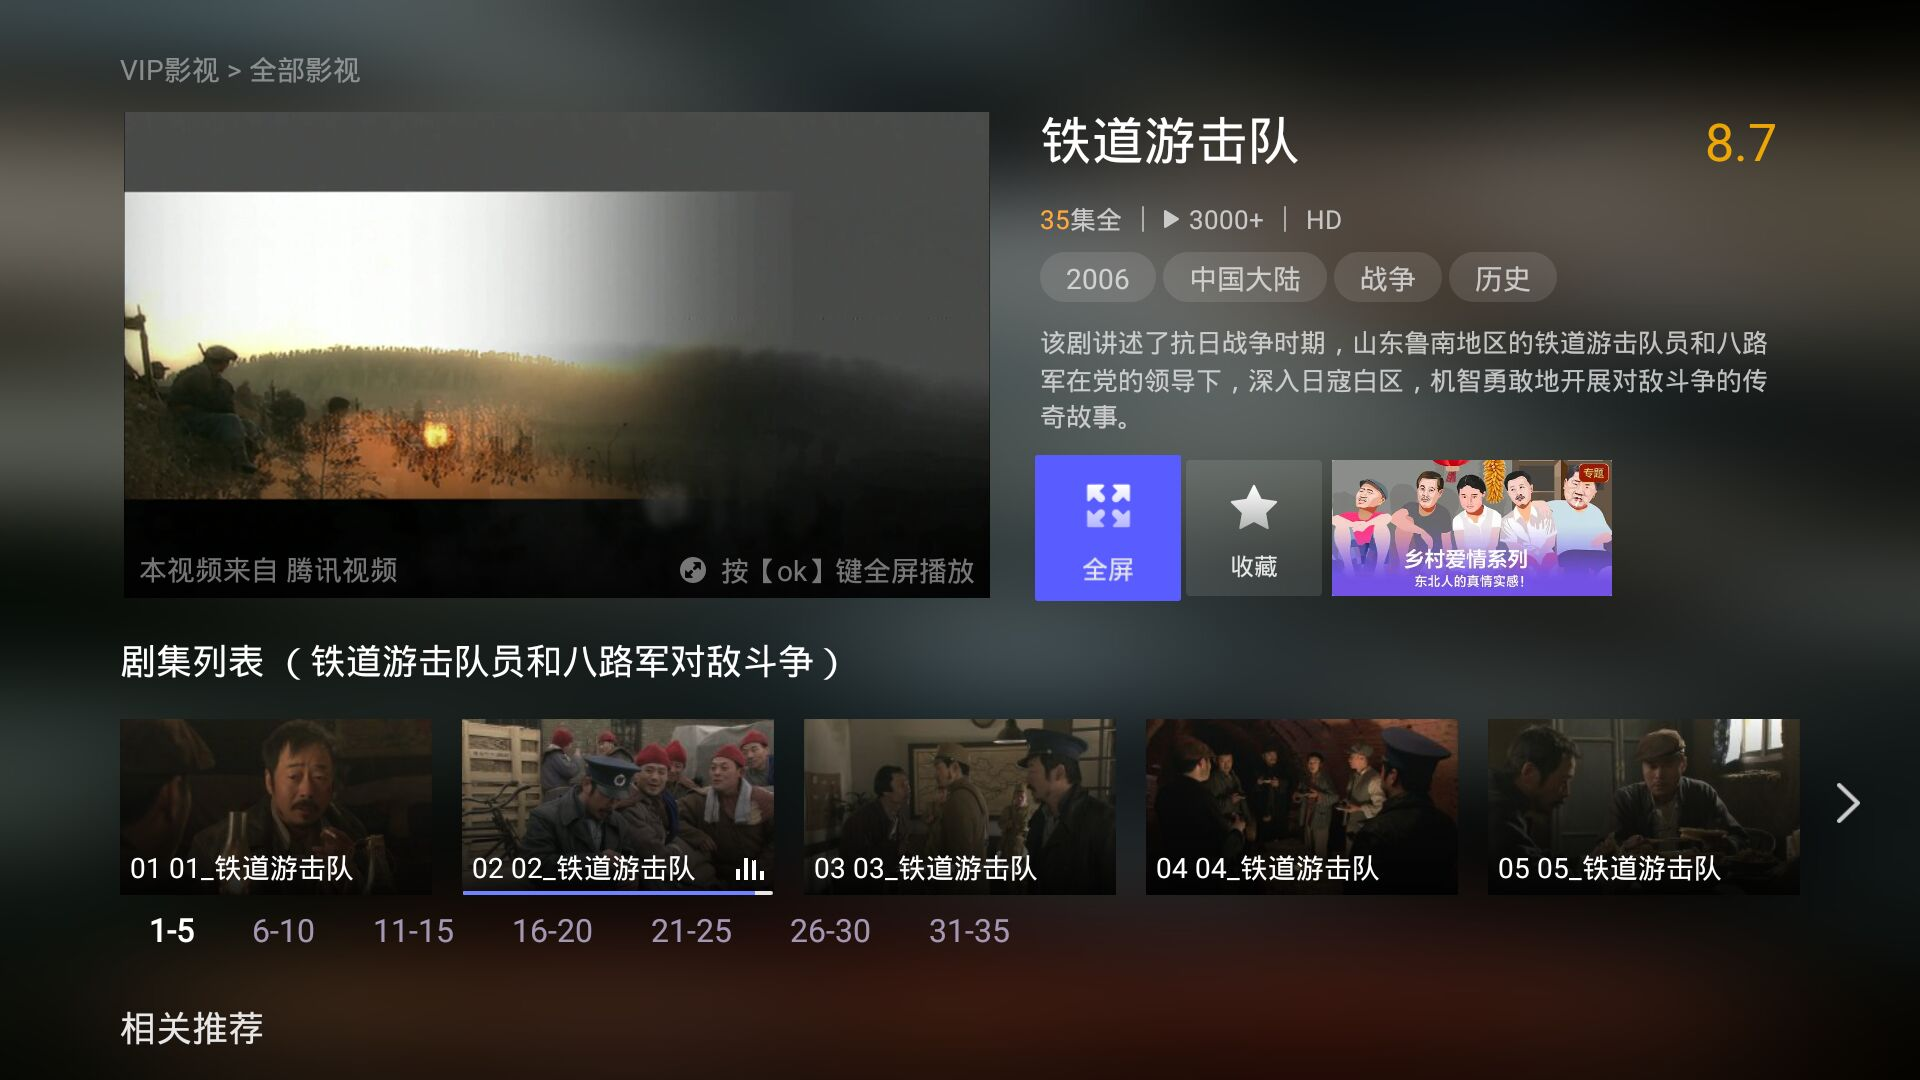 VIP影视 > 全部影视
铁道游击队
8.7
35集全 | 3000+ | HD
2006 中国大陆 战争 历史
该剧讲述了抗日战争时期，山东鲁南地区的铁道游击队员和八路
军在党的领导下，深入日寇白区，机智勇敢地开展对敌斗争的传
奇故事。
本视频来自 腾讯视频
按【ok】键全屏播放
全屏
收藏
专题
乡村爱情系列
东北人的真情实感！
剧集列表 （铁道游击队员和八路军对敌斗争）
01 01_铁道游击队
02 02_铁道游击队
03 03_铁道游击队
04 04_铁道游击队
05 05_铁道游击队
1-5 6-10 11-15 16-20 21-25 26-30 31-35
相关推荐